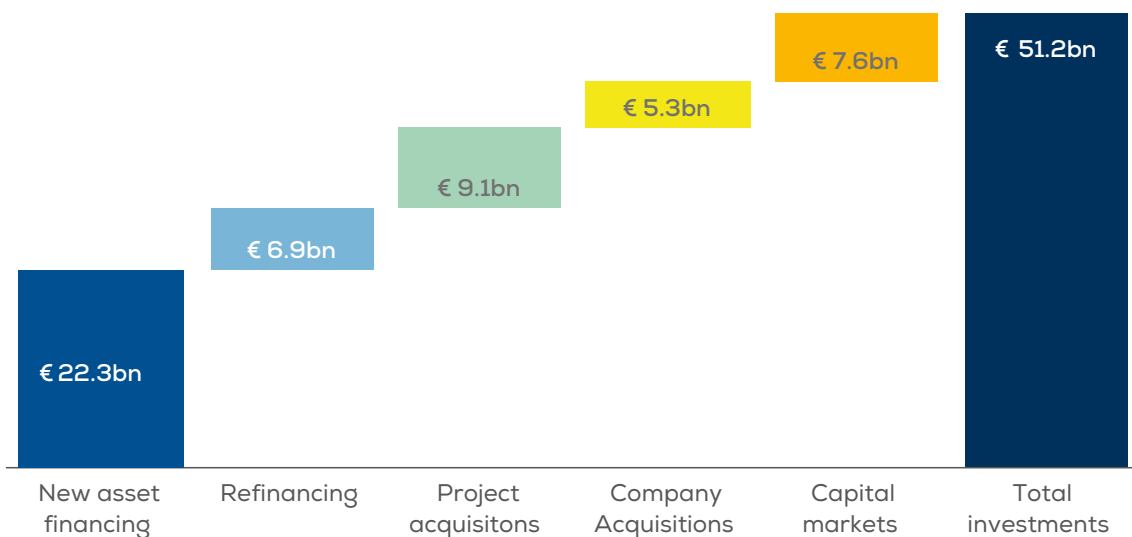 € 51.2bn
€ 7.6bn
€ 5.3bn
€ 9.1bn
€ 6.9bn
€ 22.3bn
New asset
financing
Refinancing
Project
acquisitons
Company
Acquisitions
Capital
markets
Total
investments